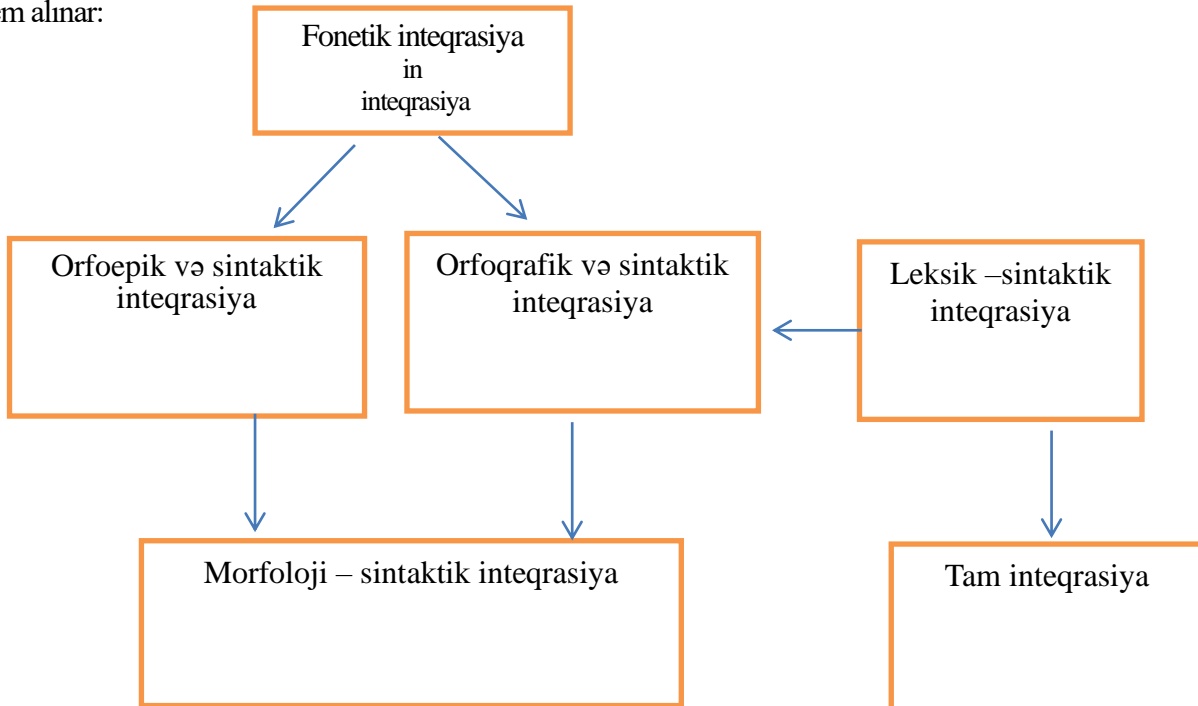 alınar:
Fonetik inteqrasiya
in
inteqrasiya
Orfoepik və sintaktik
inteqrasiya
Orfoqrafik və sintaktik
inteqrasiya
Leksik –sintaktik
inteqrasiya
Morfoloji – sintaktik inteqrasiya
Tam inteqrasiya